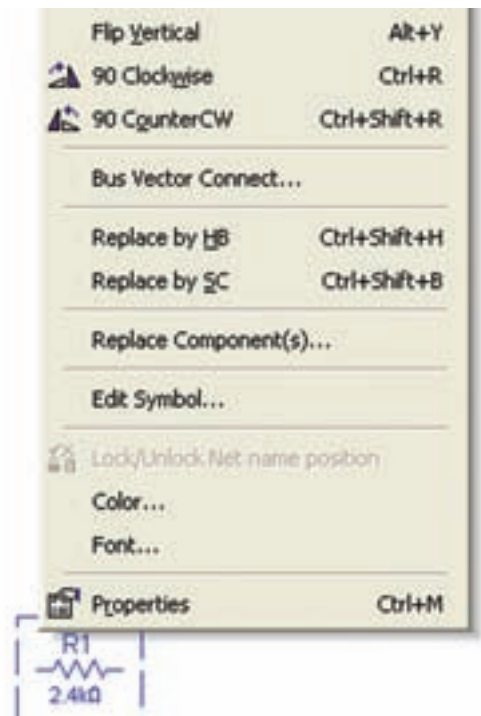 Flip Vertical Alt+Y
90 Clockwise Ctrl+R
90 CounterCW Ctrl+Shift+R
Bus Vector Connect...
Replace by HB Ctrl+Shift+H
Replace by SC Ctrl+Shift+B
Replace Component(s)...
Edit Symbol...
Lock/Unlock Net name position
Color...
Font...
Properties Ctrl+M
R1
2.4kΩ